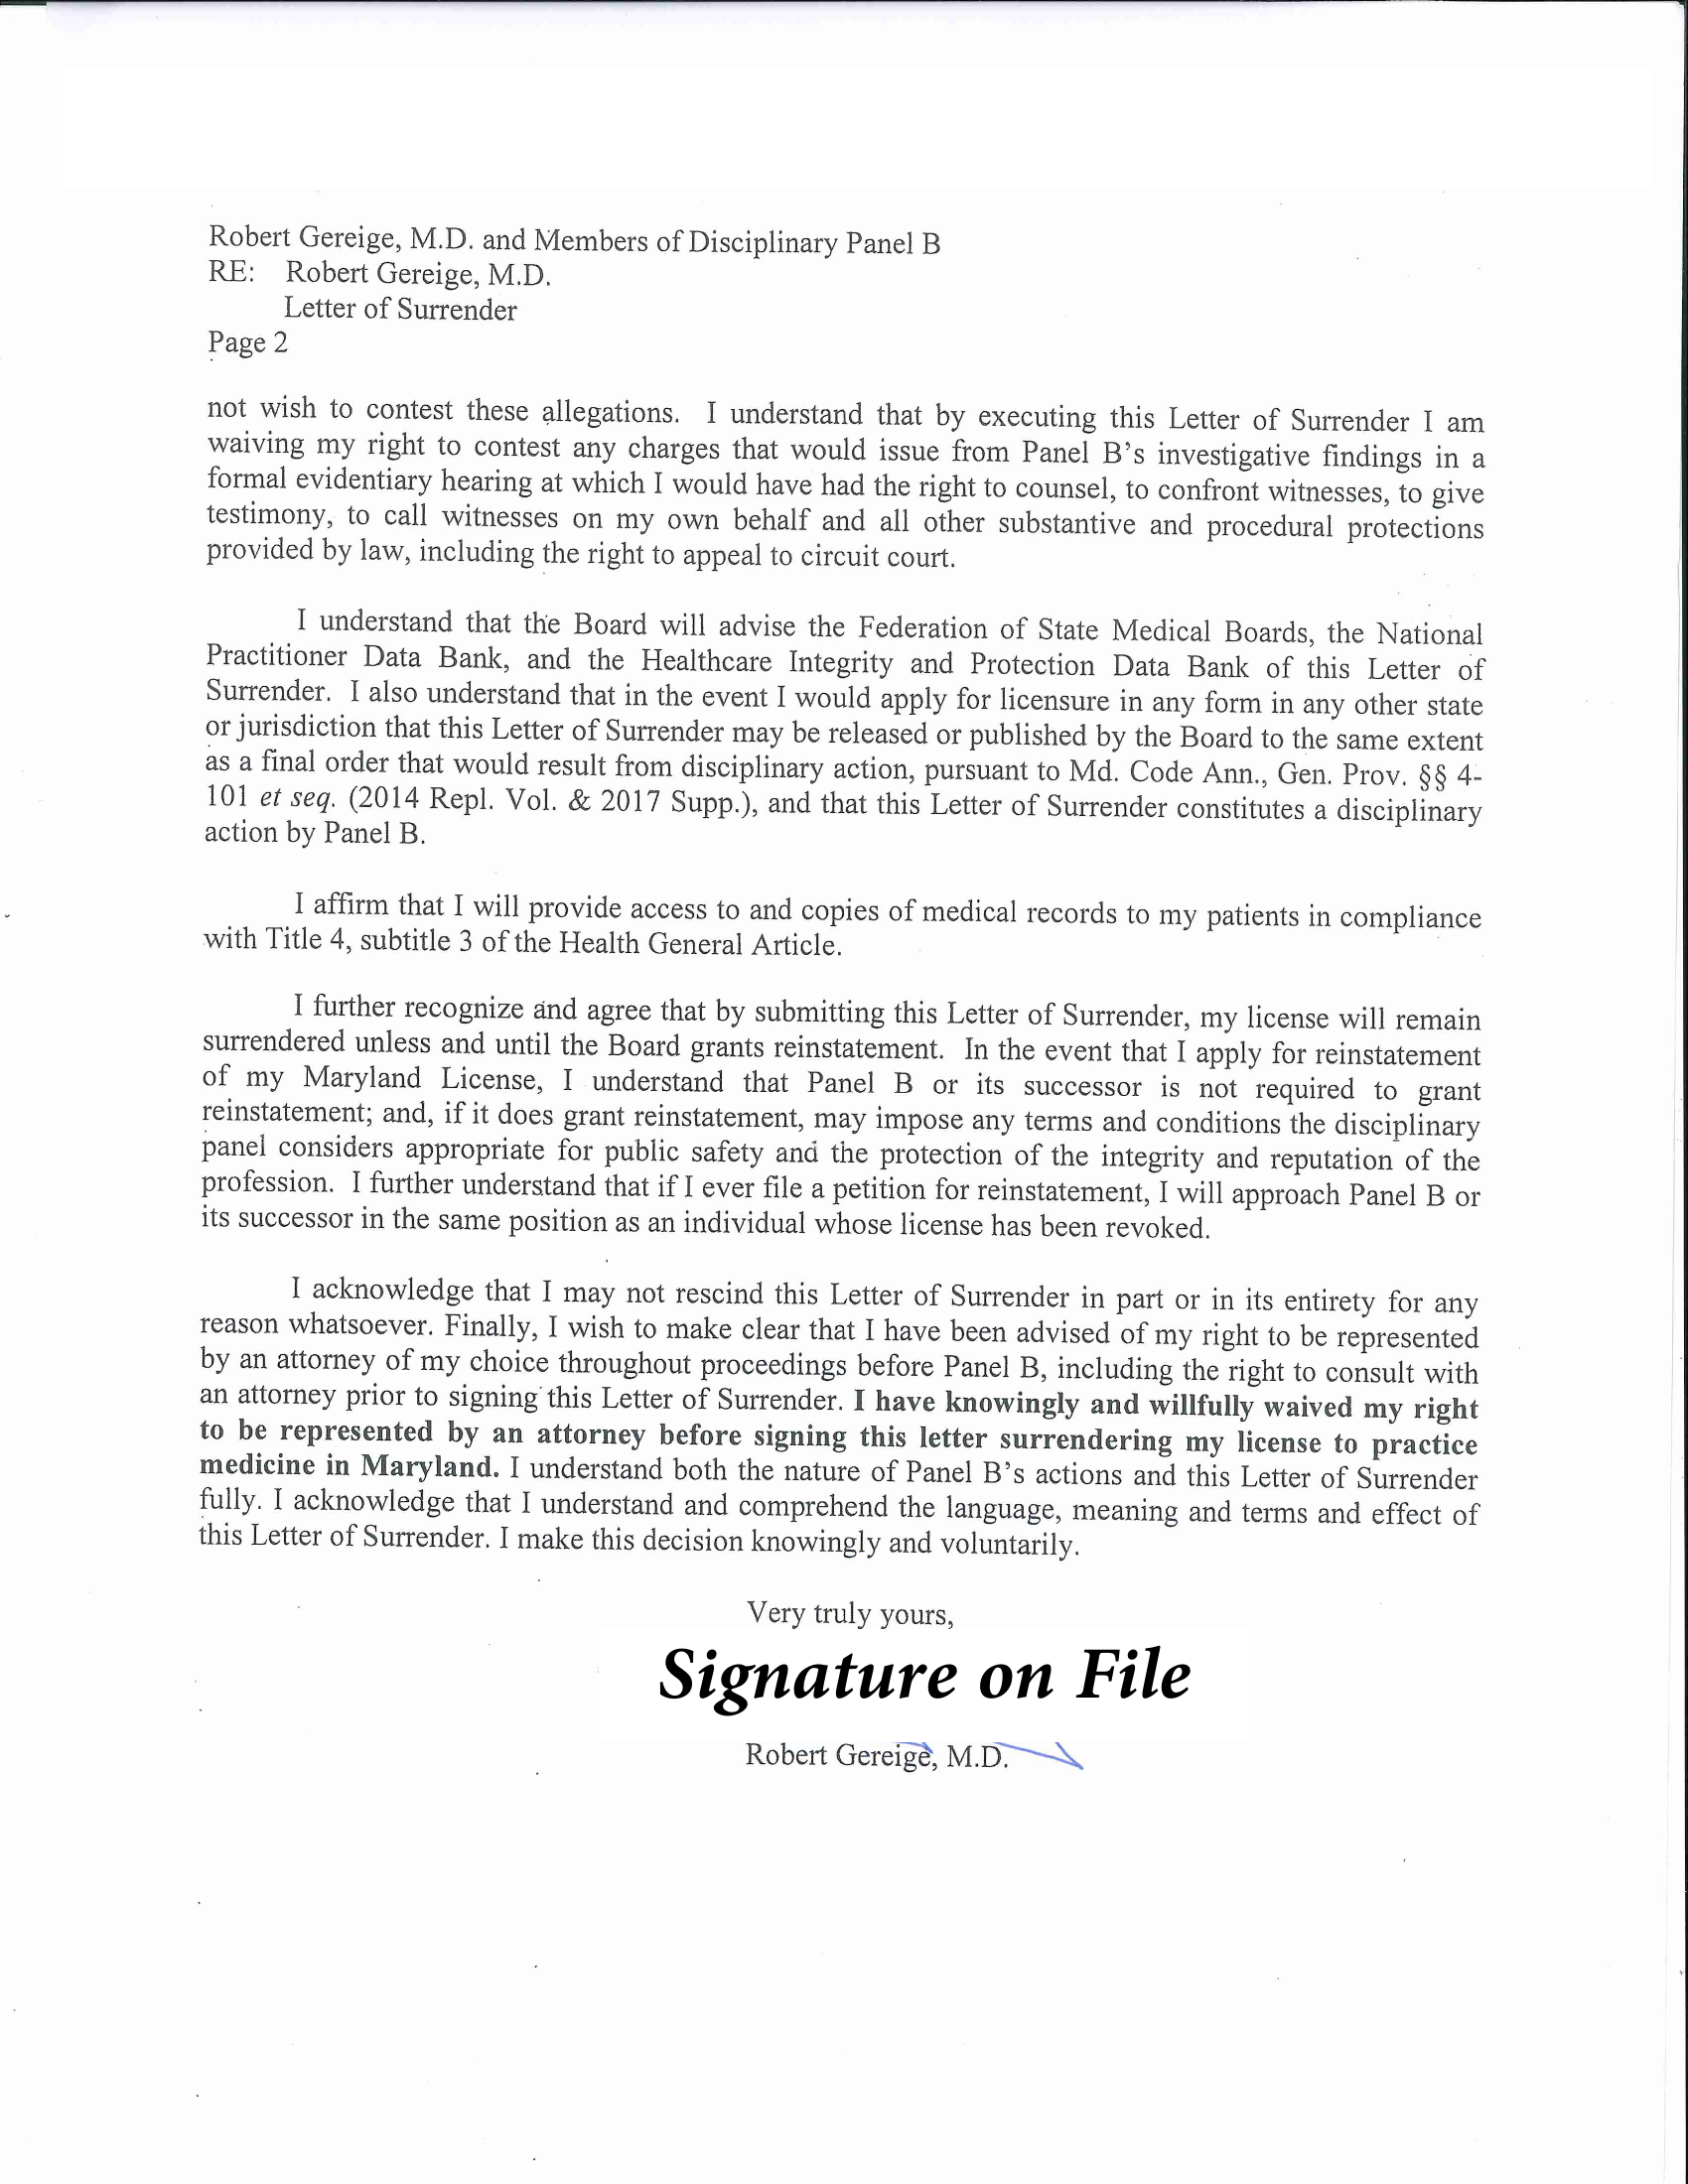 Robert Gereige, M.D. and Members of Disciplinary Panel B
RE: Robert Gereige, M.D.
Letter of Surrender
Page 2
not wish to contest these allegations. I understand that by executing this Letter of Surrender I am
waiving my right to contest any charges that would issue from Panel B's investigative findings in a
formal evidentiary hearing at which I would have had the right to counsel, to confront witnesses, to give
testimony, to call witnesses on my own behalf and all other substantive and procedural protections
provided by law, including the right to appeal to circuit court.
I understand that the Board will advise the Federation of State Medical Boards, the National
Practitioner Data Bank, and the Healthcare Integrity and Protection Data Bank of this Letter of
Surrender. I also understand that in the event I would apply for licensure in any form in any other state
or jurisdiction that this Letter of Surrender may be released or published by the Board to the same extent
as a final order that would result from disciplinary action, pursuant to Md. Code Ann., Gen. Prov. §§ 4-
101 et seq. (2014 Repl. Vol. & 2017 Supp.), and that this Letter of Surrender constitutes a disciplinary
action by Panel B.
I affirm that I will provide access to and copies of medical records to my patients in compliance
with Title 4, subtitle 3 of the Health General Article.
I further recognize and agree that by submitting this Letter of Surrender, my license will remain
surrendered unless and until the Board grants reinstatement. In the event that I apply for reinstatement
of my Maryland License, I understand that Panel B or its successor is not required to grant
reinstatement; and, if it does grant reinstatement, may impose any terms and conditions the disciplinary
panel considers appropriate for public safety and the protection of the integrity and reputation of the
profession. I further understand that if I ever file a petition for reinstatement, I will approach Panel B or
its successor in the same position as an individual whose license has been revoked.
I acknowledge that I may not rescind this Letter of Surrender in part or in its entirety for any
reason whatsoever. Finally, I wish to make clear that I have been advised of my right to be represented
by an attorney of my choice throughout proceedings before Panel B, including the right to consult with
an attorney prior to signing this Letter of Surrender. I have knowingly and willfully waived my right
to be represented by an attorney before signing this letter surrendering my license to practice
medicine in Maryland. I understand both the nature of Panel B's actions and this Letter of Surrender
fully. I acknowledge that I understand and comprehend the language, meaning and terms and effect of
this Letter of Surrender. I make this decision knowingly and voluntarily.
Very truly yours,
Signature on File
Robert Gereige, M.D.